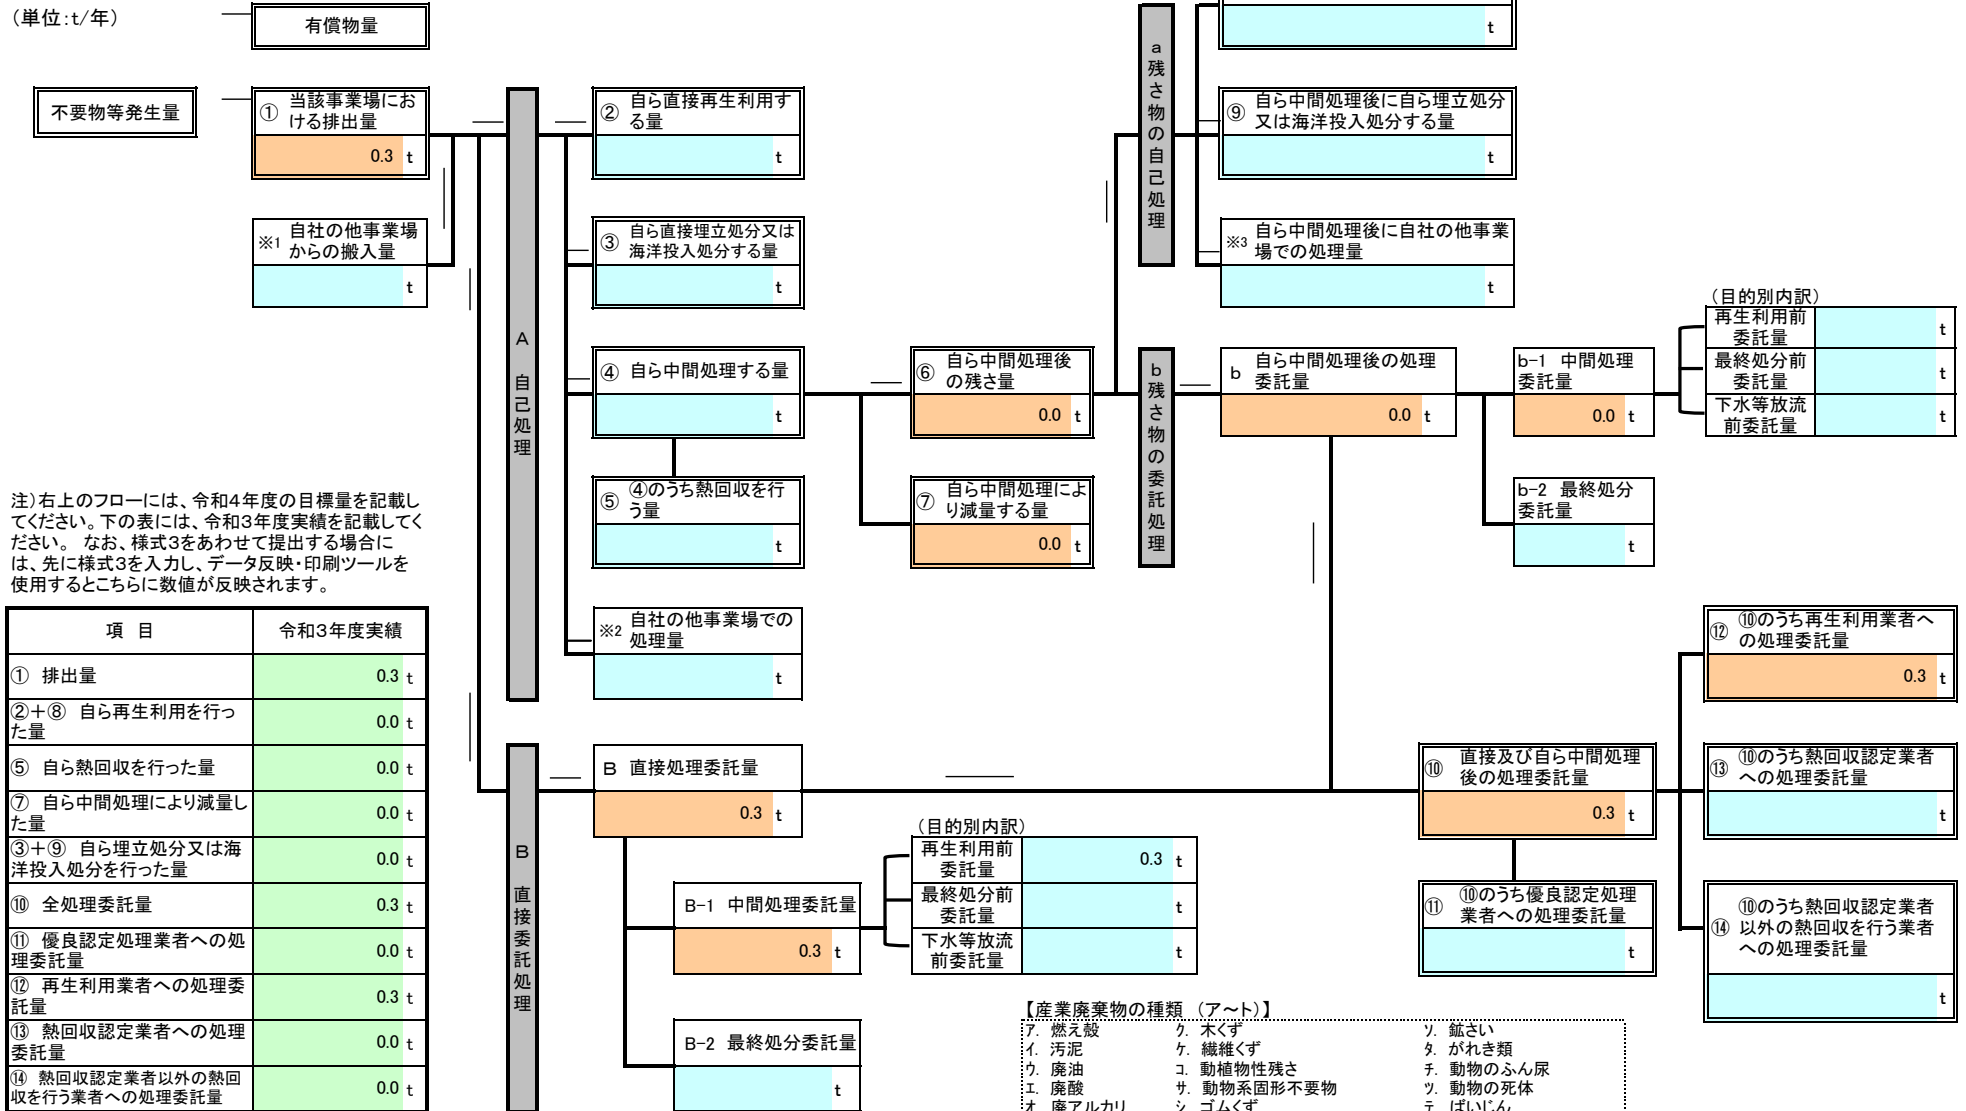 (単位:t/年)
有償物量
不要物等発生量
① 当該事業場にお
ける排出量
0.3 t
※1 自社の他事業場
からの搬入量
t
A 自己処理
② 自ら直接再生利用す
る量
t
③ 自ら直接埋立処分又は
海洋投入処分する量
t
④ 自ら中間処理する量
t
⑤ ④のうち熱回収を行
う量
t
※2 自社の他事業場での
処理量
t
⑥ 自ら中間処理後
の残さ量
0.0 t
⑦ 自ら中間処理によ
り減量する量
0.0 t
a 残さ物の自己処理
t
⑨ 自ら中間処理後に自ら埋立処分
又は海洋投入処分する量
t
※3 自ら中間処理後に自社の他事業
場での処理量
t
b 残さ物の委託処理
b 自ら中間処理後の処理
委託量
0.0 t
b-1 中間処理
委託量
0.0 t
b-2 最終処分
委託量
t
(目的別内訳)
再生利用前
委託量
t
最終処分前
委託量
t
下水等放流
前委託量
t
注)右上のフローには、令和4年度の目標量を記載し
てください。下の表には、令和3年度実績を記載してく
ださい。 なお、様式3をあわせて提出する場合に
は、先に様式3を入力し、データ反映・印刷ツールを
使用するとこちらに数値が反映されます。
項 目 令和3年度実績
① 排出量 0.3 t
②+⑧ 自ら再生利用を行っ
た量 0.0 t
⑤ 自ら熱回収を行った量 0.0 t
⑦ 自ら中間処理により減量し
た量 0.0 t
③+⑨ 自ら埋立処分又は海
洋投入処分を行った量 0.0 t
⑩ 全処理委託量 0.3 t
⑪ 優良認定処理業者への処
理委託量 0.0 t
⑫ 再生利用業者への処理委
託量 0.3 t
⑬ 熱回収認定業者への処理
委託量 0.0 t
⑭ 熱回収認定業者以外の熱回
収を行う業者への処理委託量 0.0 t
B 直接委託処理
B 直接処理委託量
0.3 t
B-1 中間処理委託量
0.3 t
B-2 最終処分委託量
t
(目的別内訳)
再生利用前
委託量
0.3 t
最終処分前
委託量
t
下水等放流
前委託量
t
⑩ 直接及び自ら中間処理
後の処理委託量
0.3 t
⑪ ⑩のうち優良認定処理
業者への処理委託量
t
⑫ ⑩のうち再生利用業者へ
の処理委託量
0.3 t
⑬ ⑩のうち熱回収認定業者
への処理委託量
t
⑭ ⑩のうち熱回収認定業者
以外の熱回収を行う業者
への処理委託量
t
【産業廃棄物の種類 (ア~ト)】
ア. 燃え殻 ク. 木くず ソ. 鉱さい
イ. 汚泥 ケ. 繊維くず タ. がれき類
ウ. 廃油 コ. 動植物性残さ チ. 動物のふん尿
エ. 廃酸 サ. 動物系固形不要物 ツ. 動物の死体
オ. 廃アルカリ シ. ゴムくず テ. ばいじん